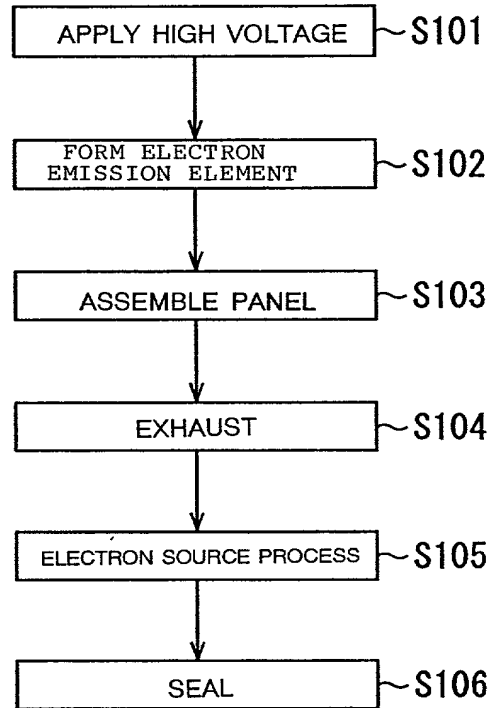 APPLY HIGH VOLTAGE ~S101
FORM ELECTRON
EMISSION ELEMENT ~S102
ASSEMBLE PANEL ~S103
EXHAUST ~S104
ELECTRON SOURCE PROCESS ~S105
SEAL ~S106